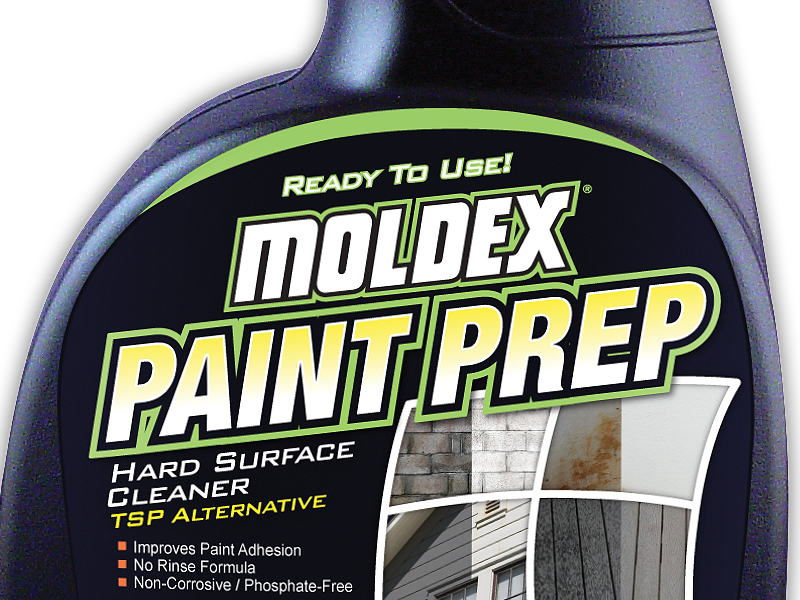 READY TO USE!
MOLDEX®
PAINT PREP
HARD SURFACE
CLEANER
TSP ALTERNATIVE
Improves Paint Adhesion
No Rinse Formula
Non-Corrosive / Phosphate-Free